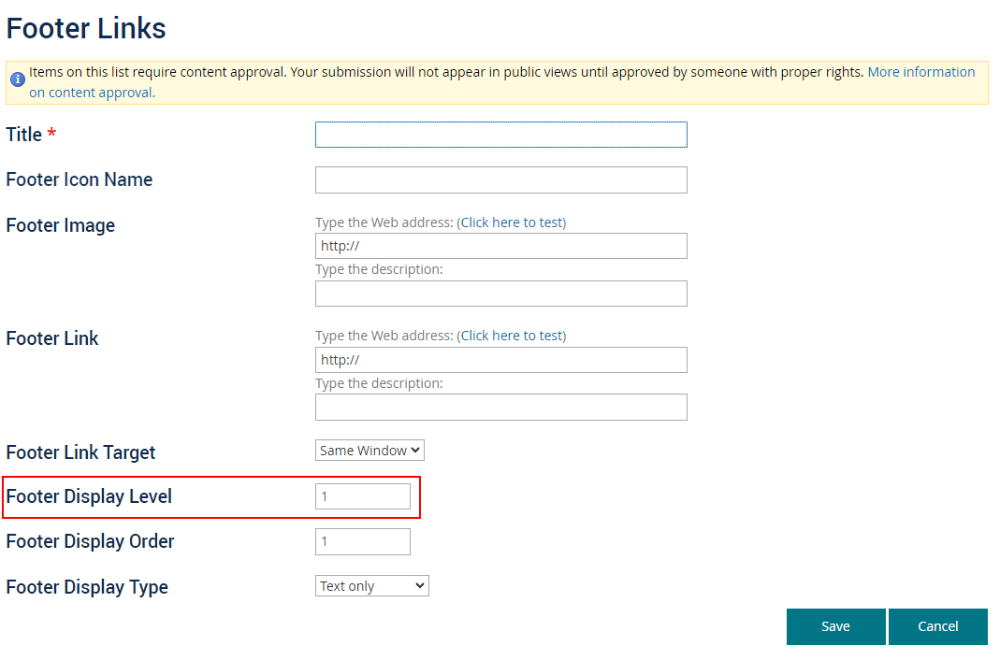 Footer Links
Items on this list require content approval. Your submission will not appear in public views until approved by someone with proper rights. More information
on content approval.
Title *
Footer Icon Name
Footer Image
Type the Web address: (Click here to test)
http://
Type the description:
Footer Link
Type the Web address: (Click here to test)
http://
Type the description:
Footer Link Target
Same Window
Footer Display Level
1
Footer Display Order
1
Footer Display Type
Text only
Save
Cancel